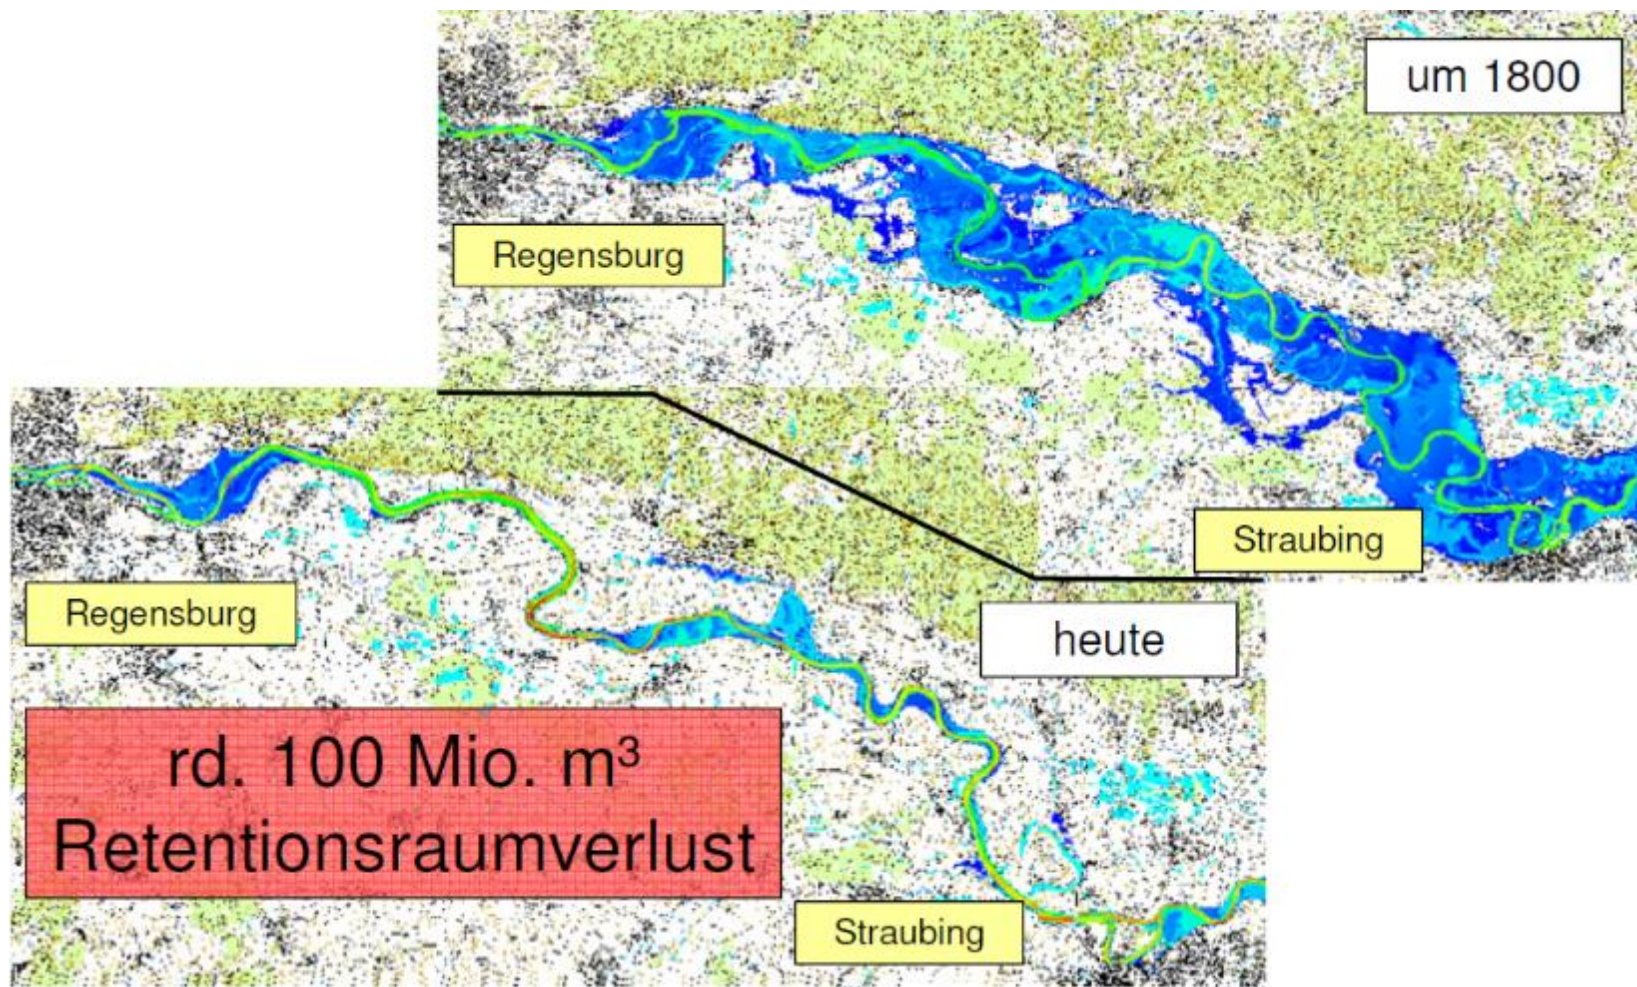 um 1800
Regensburg
Straubing
Regensburg
heute
rd. 100 Mio. m³
Retentionsraumverlust
Straubing